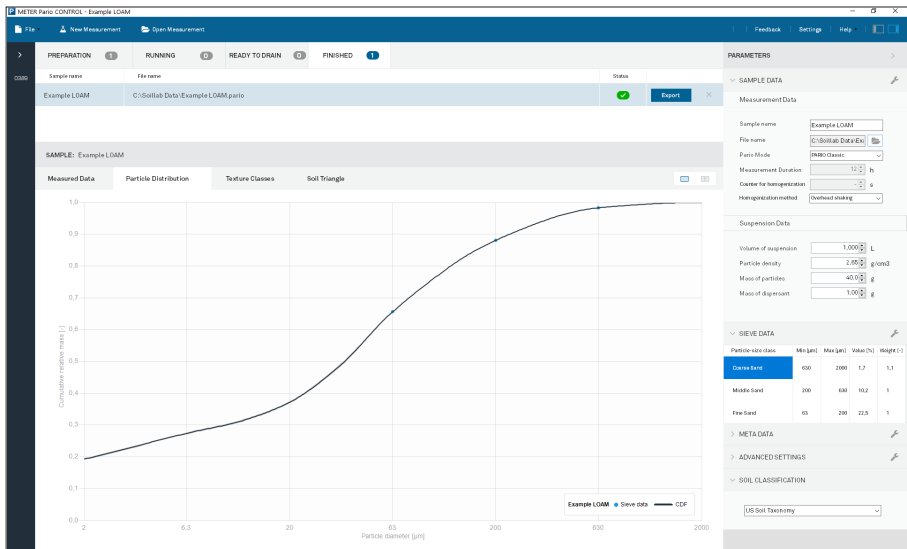 METER Pario CONTROL - Example LOAM
File
New Measurement
Open Measurement
Feedback
Settings
Help
PREPARATION 1
RUNNING 0
READY TO DRAIN 0
FINISHED 1
Sample name
File name
Status
Example LOAM
C:\Soillab Data\Example LOAM.pario
Export
SAMPLE: Example LOAM
Measured Data
Particle Distribution
Texture Classes
Soil Triangle
1,0
0,9
0,8
0,7
0,6
0,5
0,4
0,3
0,2
0,1
0,0
Cumulative relative mass [-]
2
6.3
20
63
200
630
2000
Particle diameter [µm]
Example LOAM
Sieve data
CDF
PARAMETERS
SAMPLE DATA
Measurement Data
Sample name Example LOAM
File name C:\Soillab Data\Exa
Pario Mode PARIO Classic
Measurement Duration 12 h
Counter for homogenization - s
Homogenization method Overhead shaking
Suspension Data
Volume of suspension 1,000 L
Particle density 2,65 g/cm3
Mass of particles 40,0 g
Mass of dispersant 1,00 g
SIEVE DATA
Particle-size class Min [µm] Max [µm] Value [%] Weight [-]
Coarse Sand 630 2000 1,7 1,1
Middle Sand 200 630 10,2 1
Fine Sand 63 200 22,5 1
META DATA
ADVANCED SETTINGS
SOIL CLASSIFICATION
US Soil Taxonomy